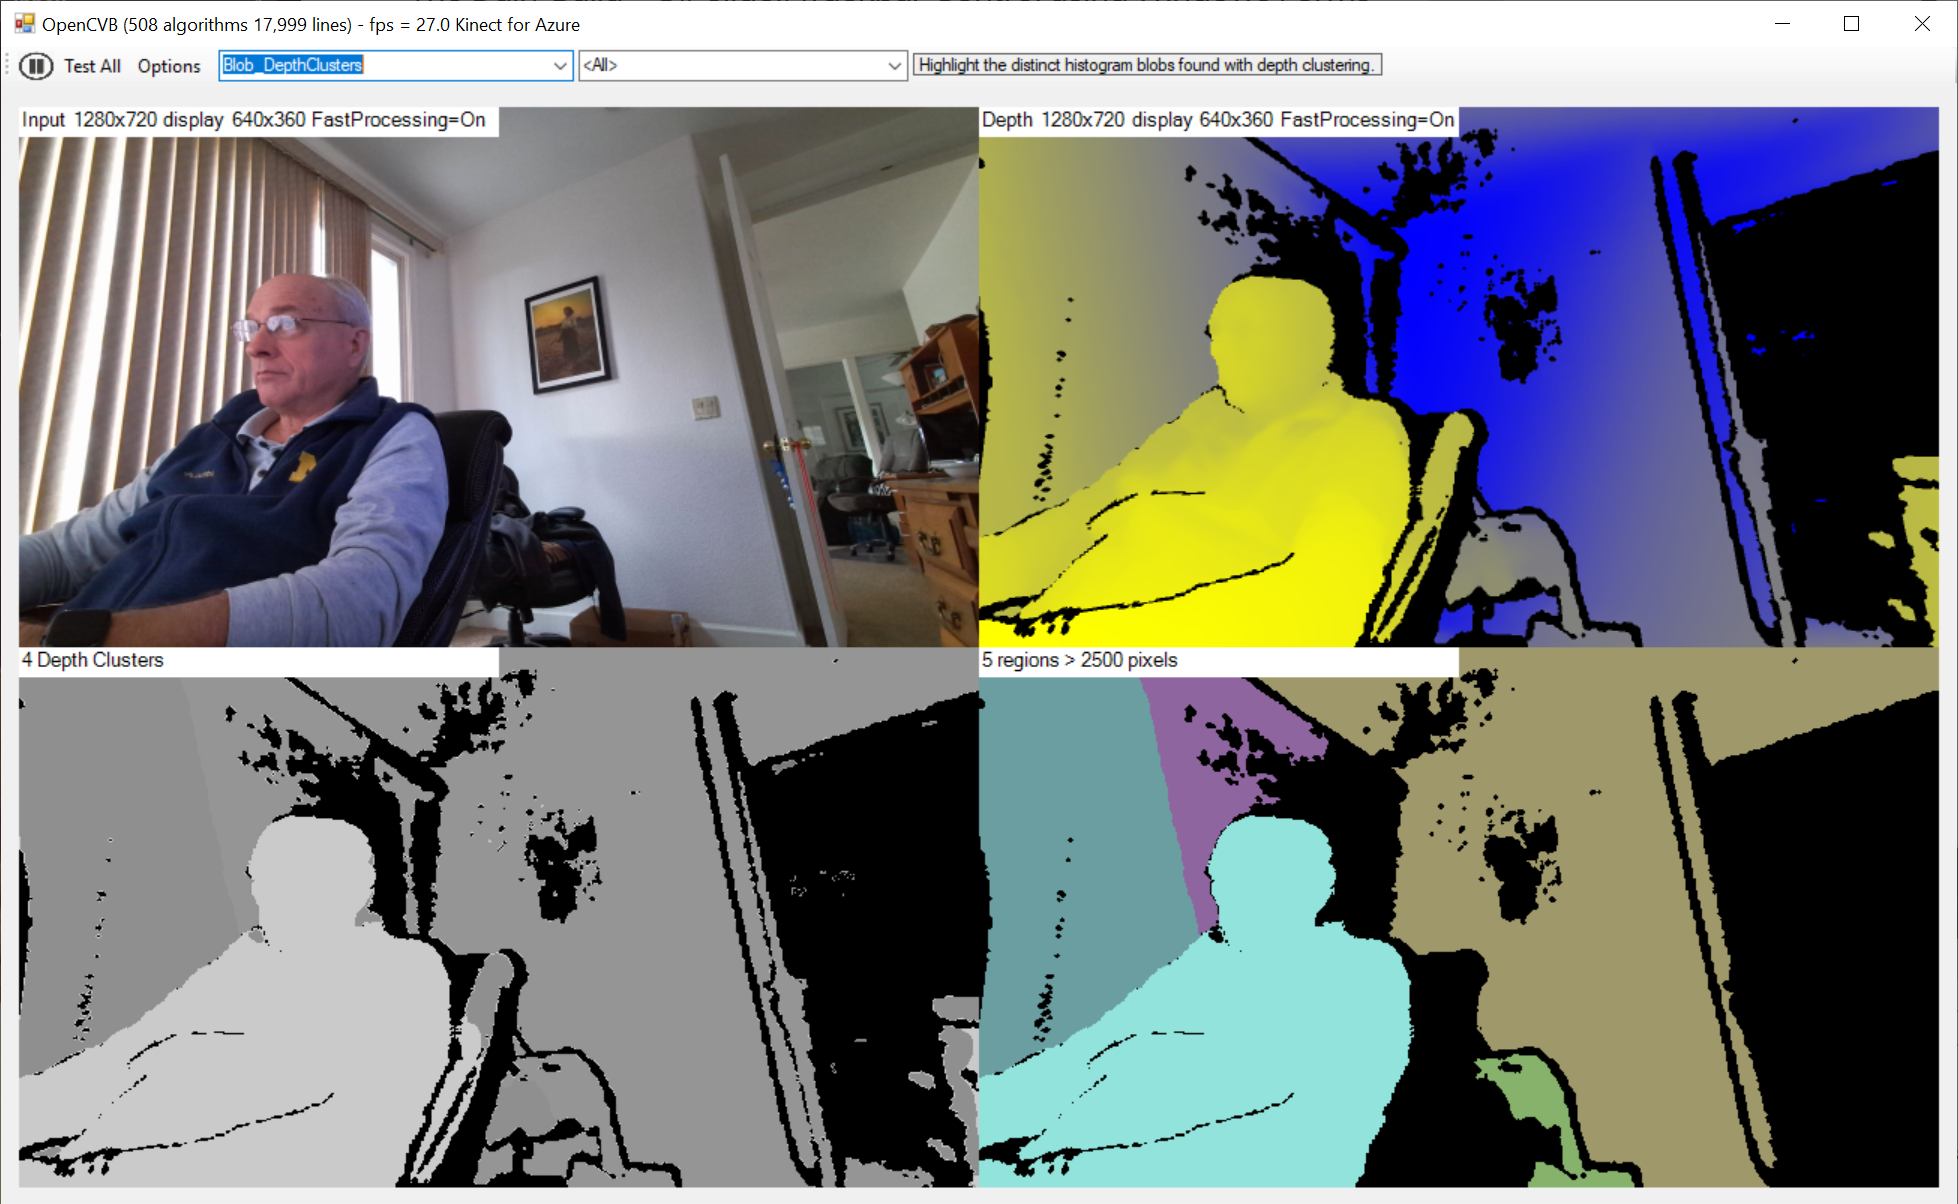 OpenCVB (508 algorithms 17,999 lines) - fps = 27.0 Kinect for Azure
Test All Options Blob_DepthClusters <All> Highlight the distinct histogram blobs found with depth clustering.
Input 1280x720 display 640x360 FastProcessing=On
Depth 1280x720 display 640x360 FastProcessing=On
4 Depth Clusters
5 regions > 2500 pixels